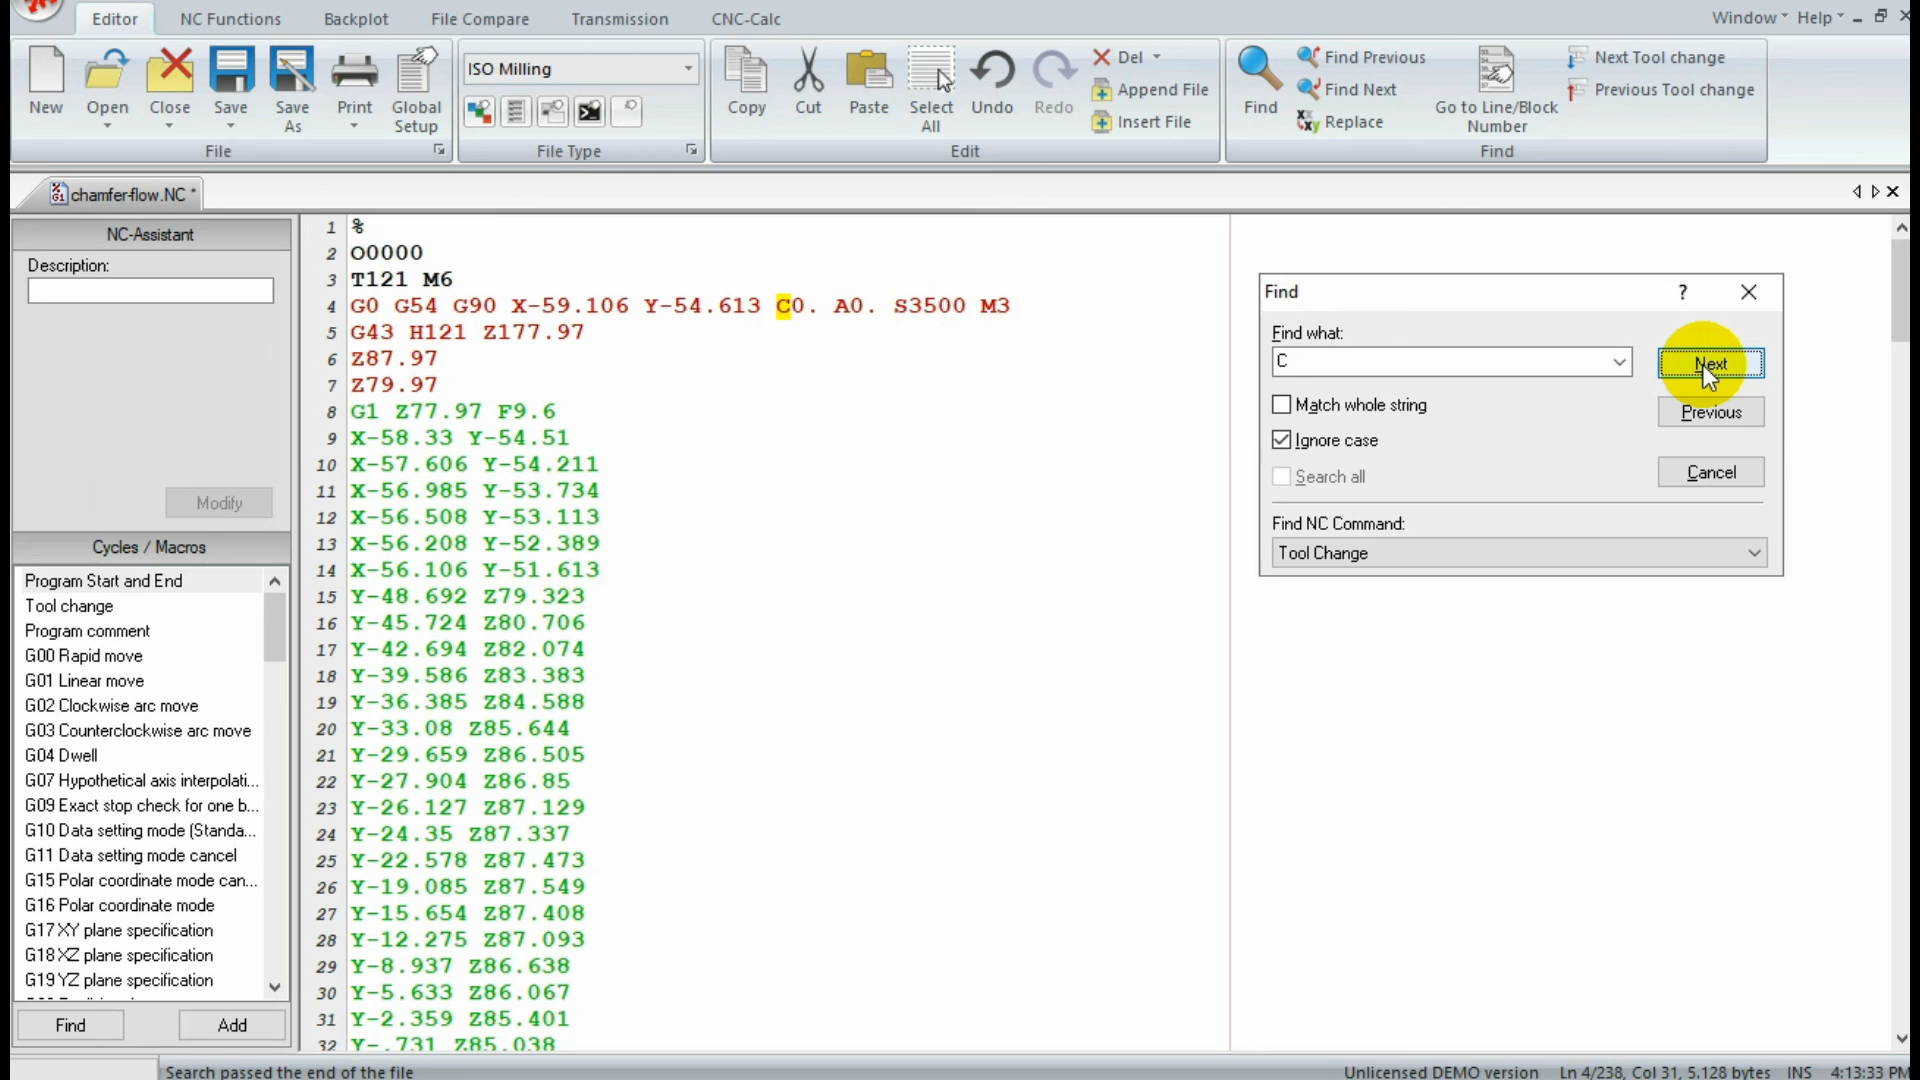 Editor NC Functions Backplot File Compare Transmission CNC-Calc Window Help
New Open Close Save Save As Print Global Setup
File
ISO Milling
File Type
Copy Cut Paste Select All Undo Redo
Del
Append File
Insert File
Edit
Find
Find Previous
Find Next
Replace
Go to Line/Block Number
Next Tool change
Previous Tool change
Find
chamfer-flow.NC *
NC-Assistant
Description:
Modify
Cycles / Macros
Program Start and End
Tool change
Program comment
G00 Rapid move
G01 Linear move
G02 Clockwise arc move
G03 Counterclockwise arc move
G04 Dwell
G07 Hypothetical axis interpolati...
G09 Exact stop check for one b...
G10 Data setting mode (Standa...
G11 Data setting mode cancel
G15 Polar coordinate mode can...
G16 Polar coordinate mode
G17 XY plane specification
G18 XZ plane specification
G19 YZ plane specification
Find Add
1 %
2 O0000
3 T121 M6
4 G0 G54 G90 X-59.106 Y-54.613 C0. A0. S3500 M3
5 G43 H121 Z177.97
6 Z87.97
7 Z79.97
8 G1 Z77.97 F9.6
9 X-58.33 Y-54.51
10 X-57.606 Y-54.211
11 X-56.985 Y-53.734
12 X-56.508 Y-53.113
13 X-56.208 Y-52.389
14 X-56.106 Y-51.613
15 Y-48.692 Z79.323
16 Y-45.724 Z80.706
17 Y-42.694 Z82.074
18 Y-39.586 Z83.383
19 Y-36.385 Z84.588
20 Y-33.08 Z85.644
21 Y-29.659 Z86.505
22 Y-27.904 Z86.85
23 Y-26.127 Z87.129
24 Y-24.35 Z87.337
25 Y-22.578 Z87.473
26 Y-19.085 Z87.549
27 Y-15.654 Z87.408
28 Y-12.275 Z87.093
29 Y-8.937 Z86.638
30 Y-5.633 Z86.067
31 Y-2.359 Z85.401
32 Y-.731 Z85.038
Find ?
Find what:
C
Next
Match whole string
Previous
Ignore case
Search all
Cancel
Find NC Command:
Tool Change
Search passed the end of the file Unlicensed DEMO version Ln 4/238, Col 31, 5.128 bytes INS 4:13:33 PM